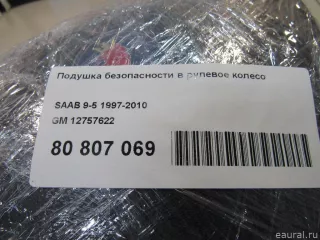 Подушка безопасности в рулевое колесо
SAAB 9-5 1997-2010
GM 12757622
80 807 069
eaural.ru